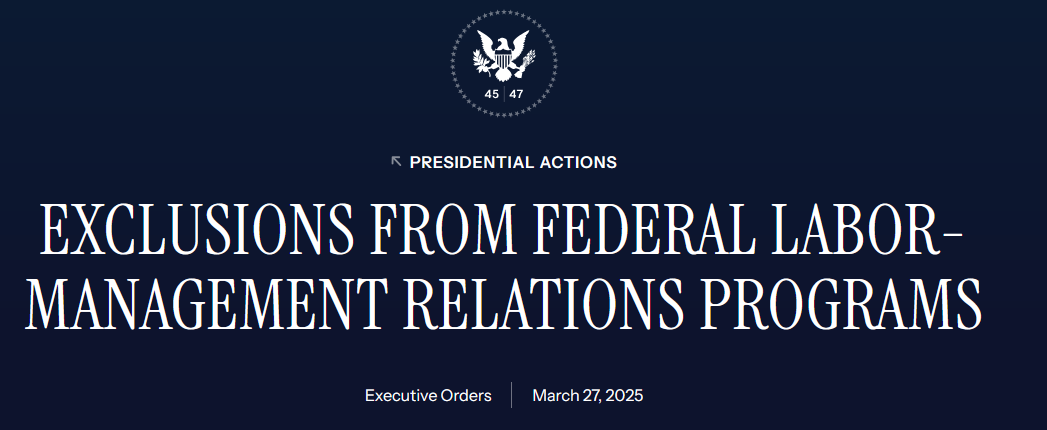 45 | 47
PRESIDENTIAL ACTIONS
EXCLUSIONS FROM FEDERAL LABOR-
MANAGEMENT RELATIONS PROGRAMS
Executive Orders | March 27, 2025